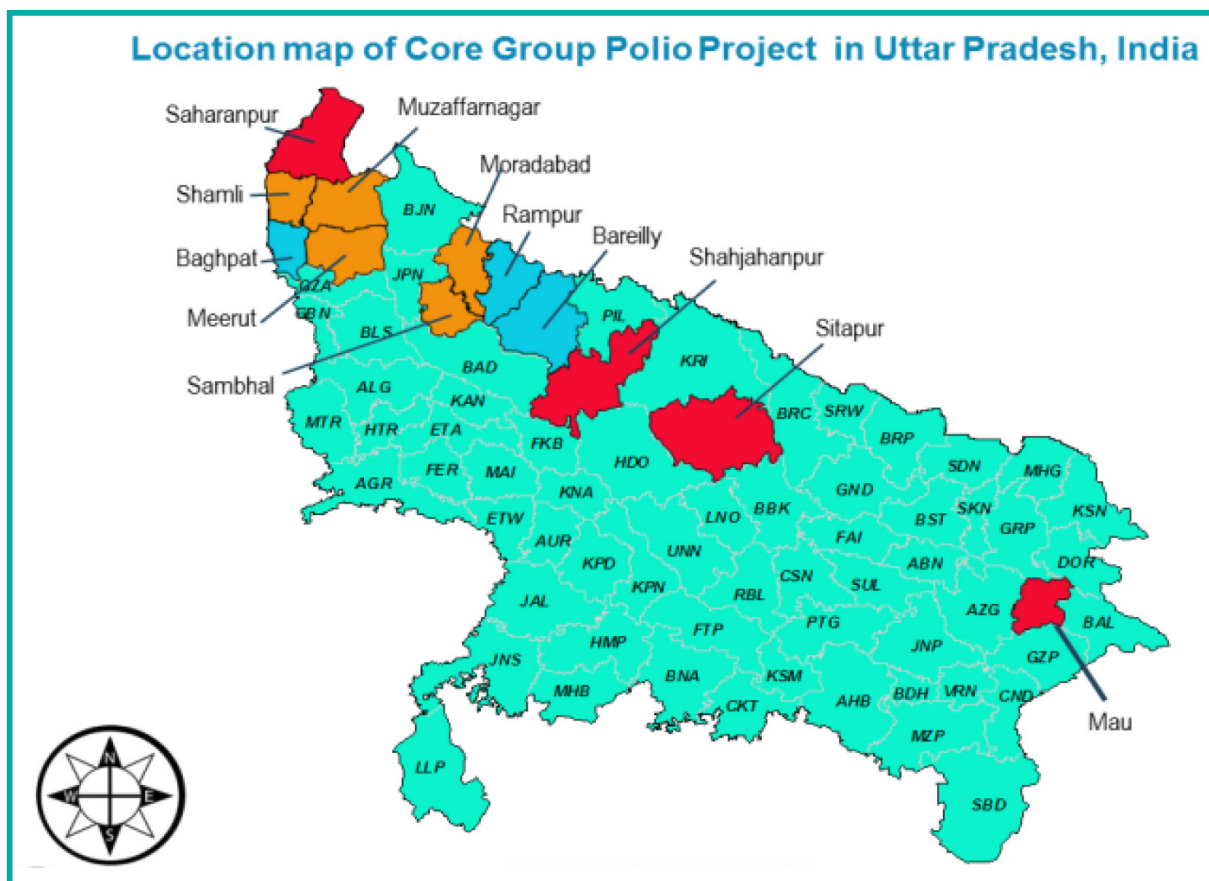 Location map of Core Group Polio Project in Uttar Pradesh, India
Saharanpur
Muzaffarnagar
Moradabad
Shamli
Rampur
BJN
Bareilly
Baghpat
Shahjahanpur
JPN
GZA
GBN
Meerut
PIL
BLS
Sitapur
Sambhal
BAD
KRI
ALG
KAN
MTR
HTR
ETA
FKB
BRC
SRW
BRP
AGR
FER
MAI
HDO
SDN
MHG
KNA
GND
ETW
LNO
BBK
BST
SKN
GRP
KSN
AUR
UNN
FAI
KPD
ABN
DOR
KPN
RBL
CSN
SUL
JAL
AZG
BAL
HMP
FTP
PTG
JNP
GZP
JNS
MHB
BNA
KSM
CKT
AHB
BDH
VRN
CND
Mau
MZP
LLP
SBD
N
W
E
S